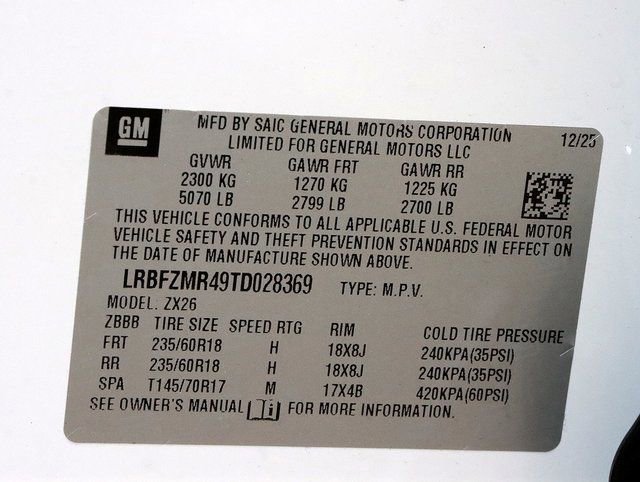 GM
MFD BY SAIC GENERAL MOTORS CORPORATION 12/25
LIMITED FOR GENERAL MOTORS LLC
GVWR GAWR FRT GAWR RR
2300 KG 1270 KG 1225 KG
5070 LB 2799 LB 2700 LB
THIS VEHICLE CONFORMS TO ALL APPLICABLE U.S. FEDERAL MOTOR
VEHICLE SAFETY AND THEFT PREVENTION STANDARDS IN EFFECT ON
THE DATE OF MANUFACTURE SHOWN ABOVE.
LRBFZMR49TD028369 TYPE: M.P.V.
MODEL: ZX26
ZBBB TIRE SIZE SPEED RTG RIM COLD TIRE PRESSURE
FRT 235/60R18 H 18X8J 240KPA(35PSI)
RR 235/60R18 H 18X8J 240KPA(35PSI)
SPA T145/70R17 M 17X4B 420KPA(60PSI)
SEE OWNER'S MANUAL i FOR MORE INFORMATION.